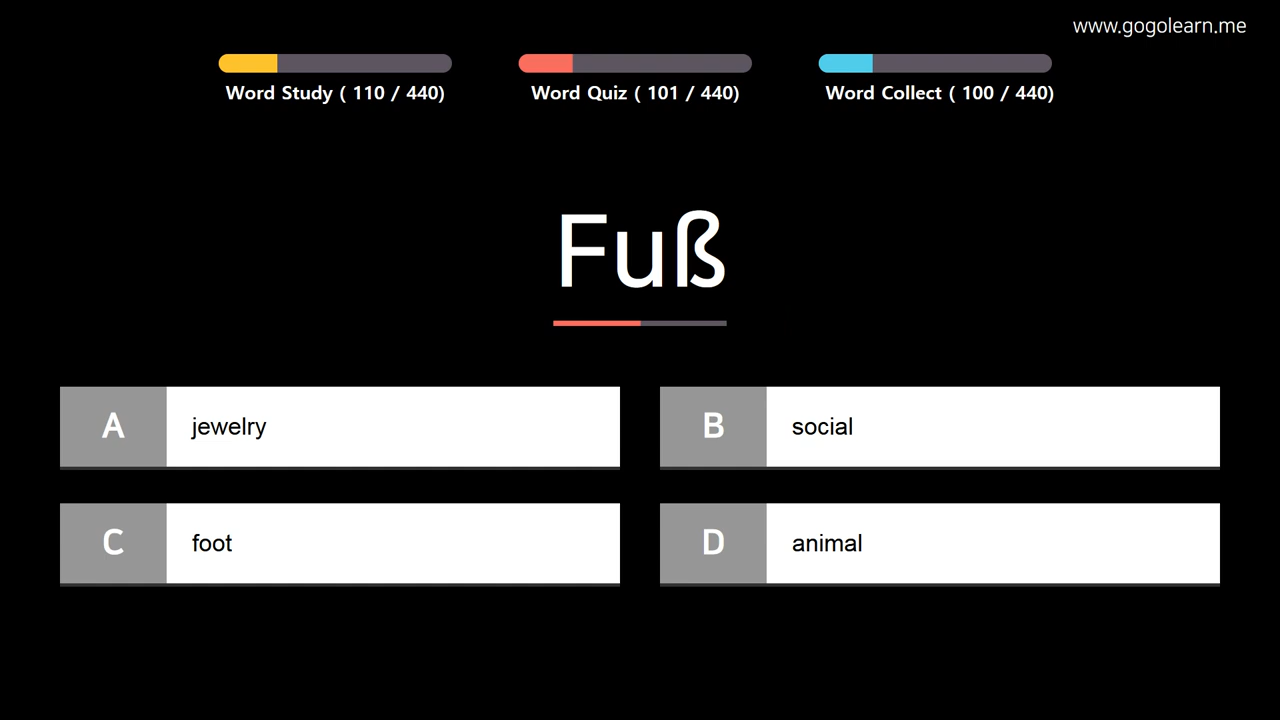 www.gogolearn.me
Word Study ( 110 / 440)
Word Quiz ( 101 / 440)
Word Collect ( 100 / 440)
Fuß
A jewelry
B social
C foot
D animal